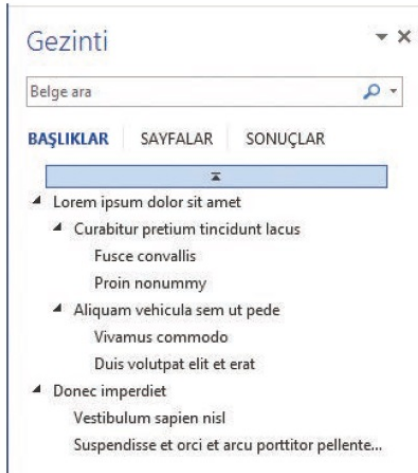 Gezinti
Belge ara
BAŞLIKLAR SAYFALAR SONUÇLAR
Lorem ipsum dolor sit amet
Curabitur pretium tincidunt lacus
Fusce convallis
Proin nonummy
Aliquam vehicula sem ut pede
Vivamus commodo
Duis volutpat elit et erat
Donec imperdiet
Vestibulum sapien nisl
Suspendisse et orci et arcu porttitor pellente...